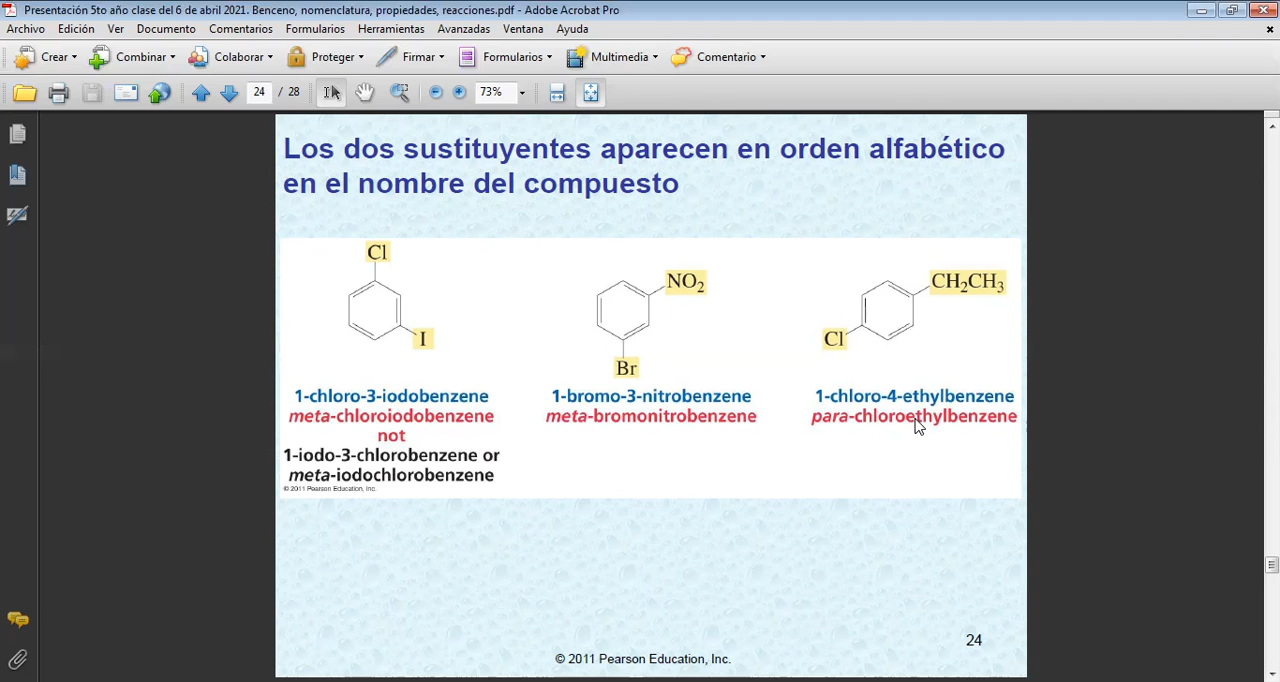 Presentación 5to año clase del 6 de abril 2021. Benceno, nomenclatura, propiedades, reacciones.pdf - Adobe Acrobat Pro
Archivo Edición Ver Documento Comentarios Formularios Herramientas Avanzadas Ventana Ayuda
Crear Combinar Colaborar Proteger Firmar Formularios Multimedia Comentario
24 / 28 73%
Los dos sustituyentes aparecen en orden alfabético
en el nombre del compuesto
Cl
I
1-chloro-3-iodobenzene
meta-chloroiodobenzene
not
1-iodo-3-chlorobenzene or
meta-iodochlorobenzene
© 2011 Pearson Education, Inc.
NO2
Br
1-bromo-3-nitrobenzene
meta-bromonitrobenzene
CH2CH3
Cl
1-chloro-4-ethylbenzene
para-chloroethylbenzene
24
© 2011 Pearson Education, Inc.